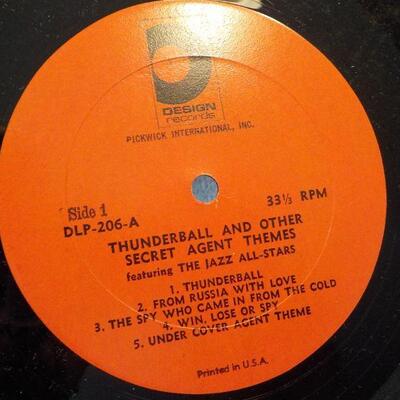 DESIGN
records
PICKWICK INTERNATIONAL, INC.
Side 1
DLP-206-A
33⅓ RPM
THUNDERBALL AND OTHER
SECRET AGENT THEMES
featuring THE JAZZ ALL-STARS
1. THUNDERBALL
2. FROM RUSSIA WITH LOVE
3. THE SPY WHO CAME IN FROM THE COLD
4. WIN, LOSE OR SPY
5. UNDER COVER AGENT THEME
Printed in U.S.A.